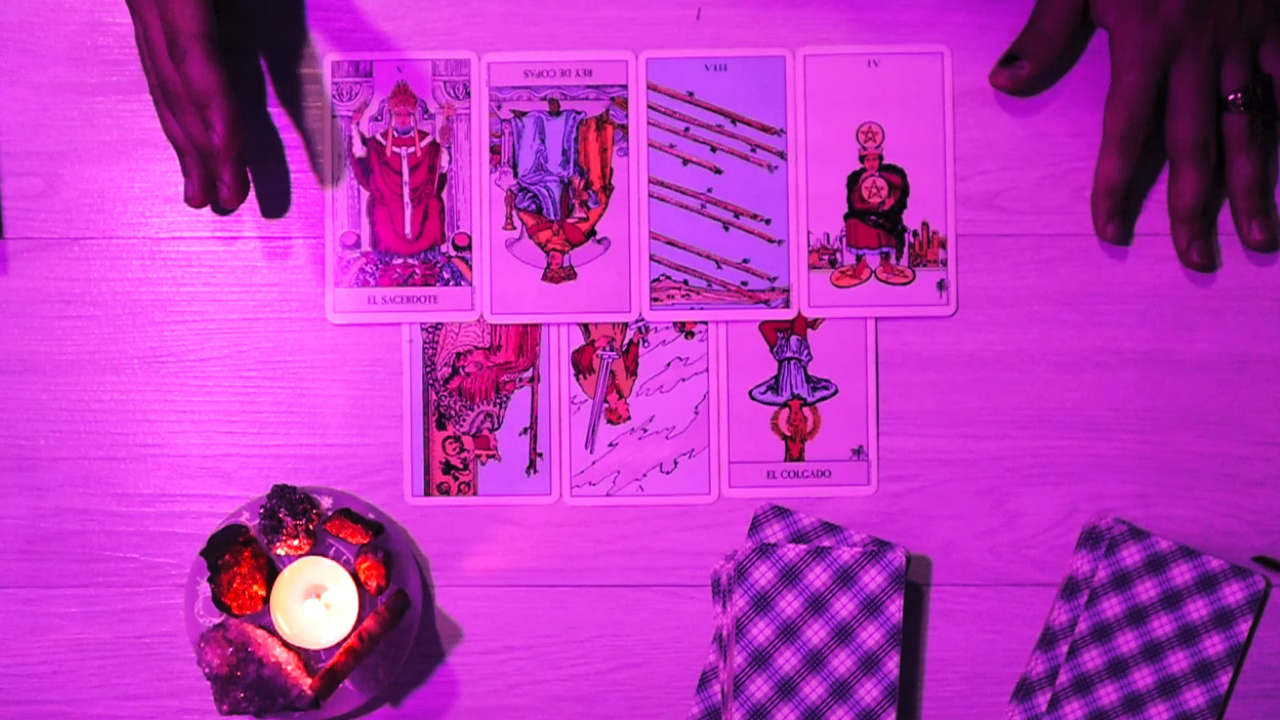 V
REY DE COPAS
VIII
IV
EL SACERDOTE
V
EL COLGADO